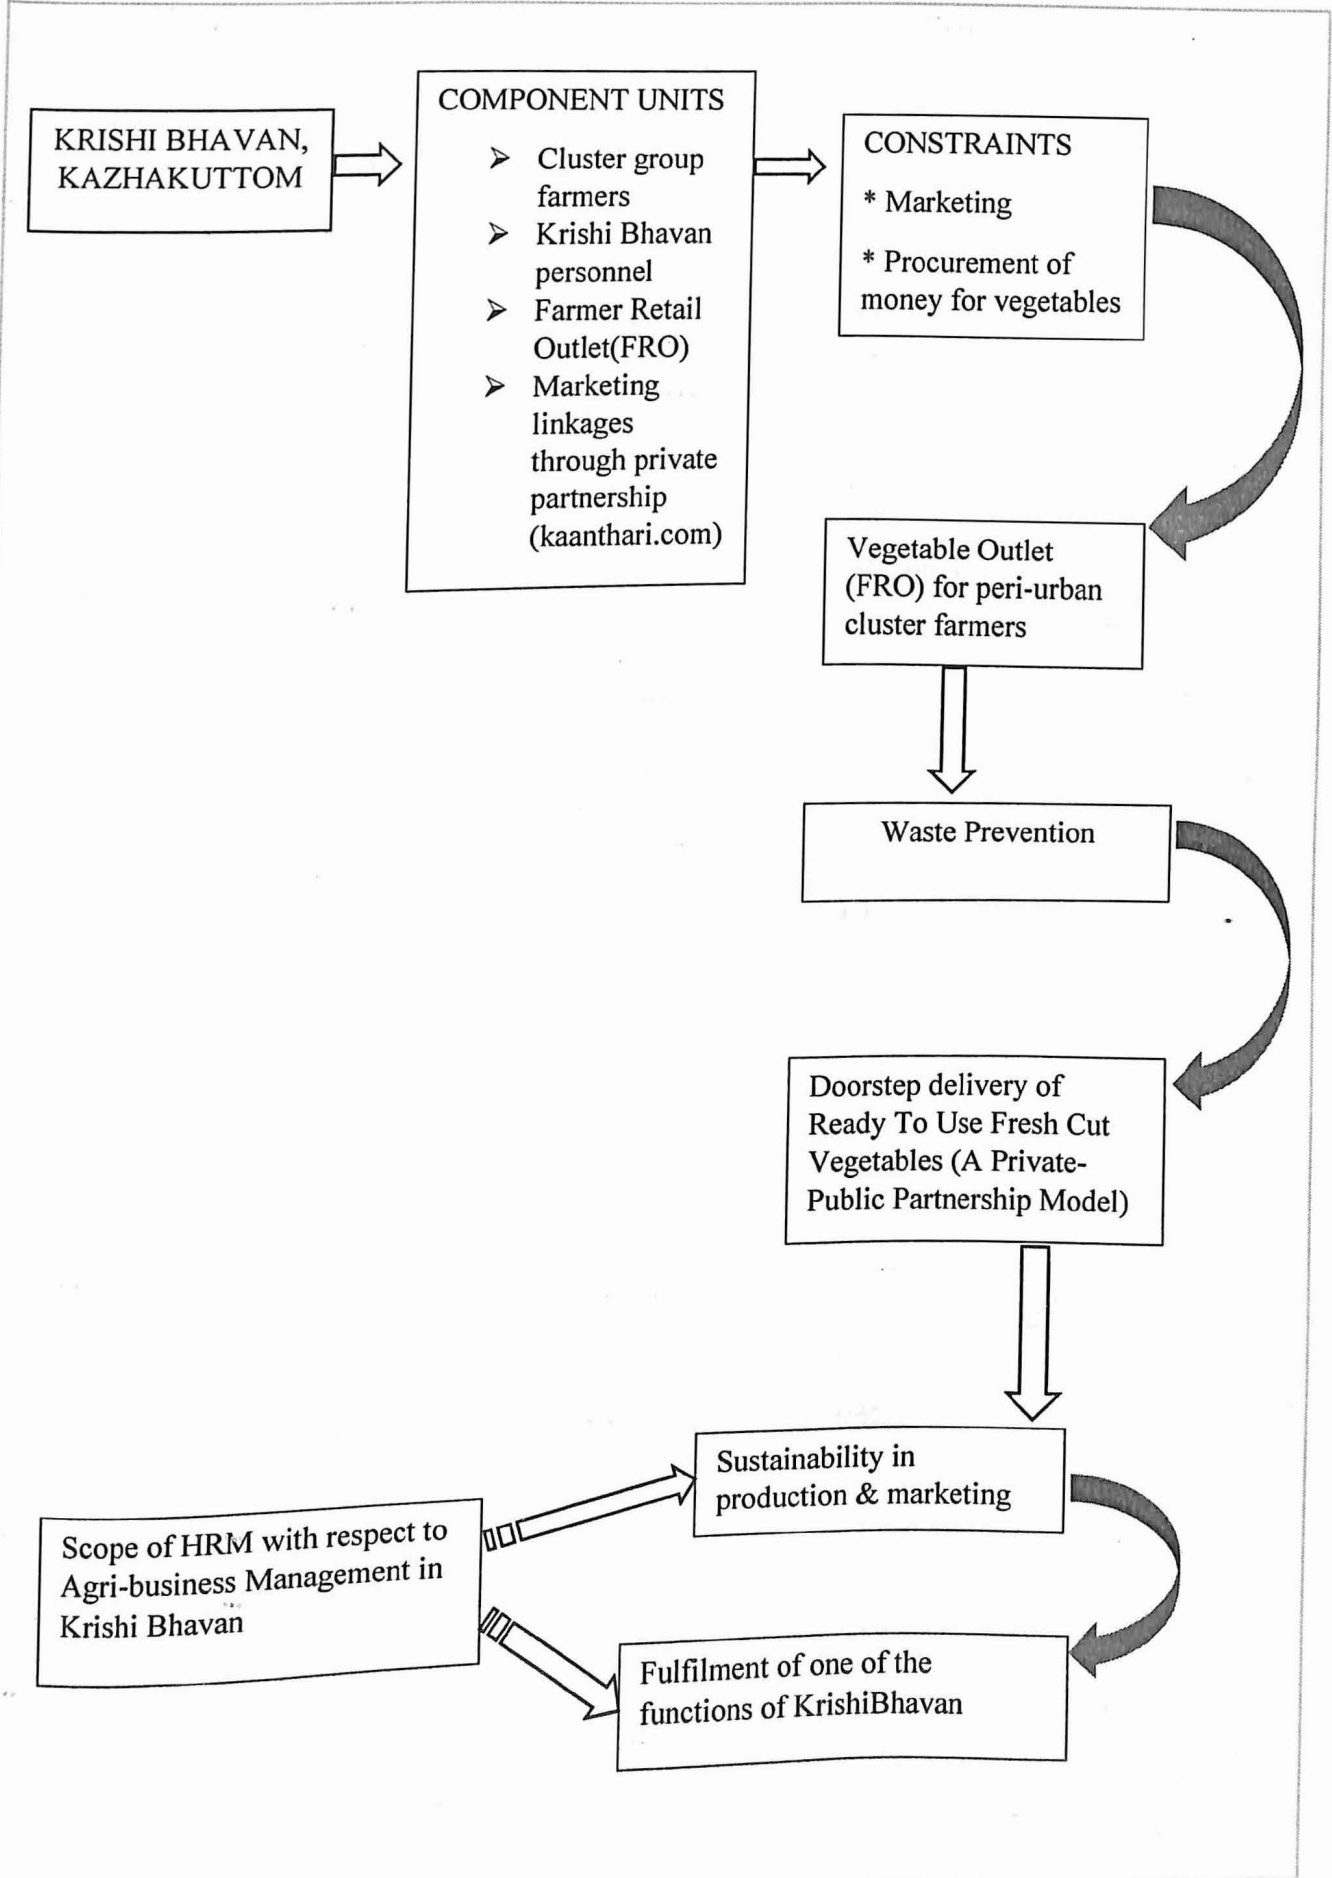 KRISHI BHAVAN,
KAZHAKUTTOM
COMPONENT UNITS
➢ Cluster group
farmers
➢ Krishi Bhavan
personnel
➢ Farmer Retail
Outlet(FRO)
➢ Marketing
linkages
through private
partnership
(kaanthari.com)
CONSTRAINTS
* Marketing
* Procurement of
money for vegetables
Vegetable Outlet
(FRO) for peri-urban
cluster farmers
Waste Prevention
Doorstep delivery of
Ready To Use Fresh Cut
Vegetables (A Private-
Public Partnership Model)
Sustainability in
production & marketing
Scope of HRM with respect to
Agri-business Management in
Krishi Bhavan
Fulfilment of one of the
functions of KrishiBhavan